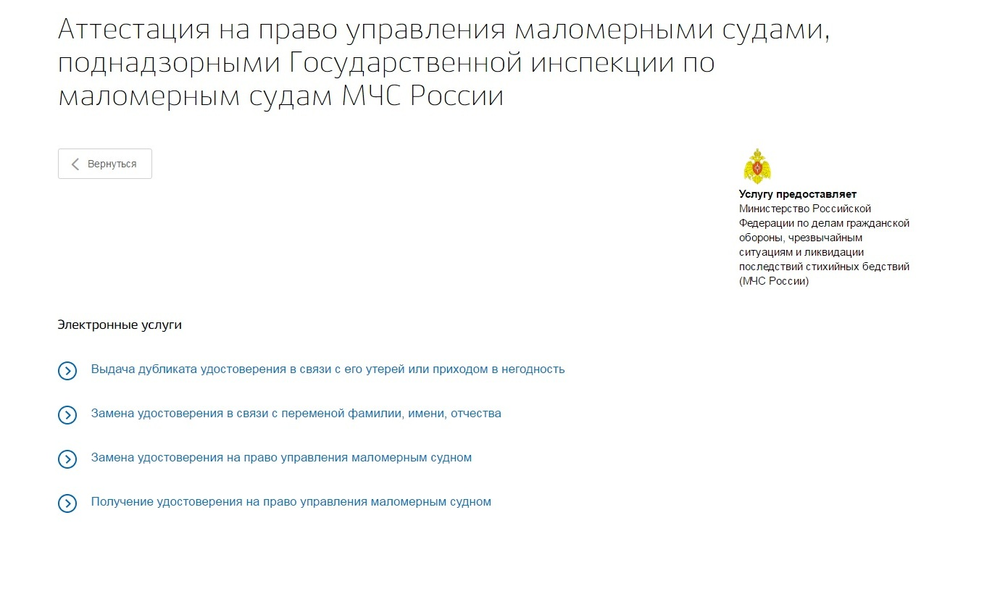 Аттестация на право управления маломерными судами,
поднадзорными Государственной инспекции по
маломерным судам МЧС России
Вернуться
Услугу предоставляет
Министерство Российской
Федерации по делам гражданской
обороны, чрезвычайным
ситуациям и ликвидации
последствий стихийных бедствий
(МЧС России)
Электронные услуги
Выдача дубликата удостоверения в связи с его утерей или приходом в негодность
Замена удостоверения в связи с переменой фамилии, имени, отчества
Замена удостоверения на право управления маломерным судном
Получение удостоверения на право управления маломерным судном